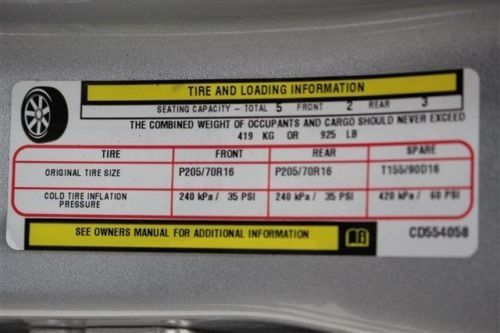 TIRE AND LOADING INFORMATION
SEATING CAPACITY - TOTAL 5 FRONT 2 REAR 3
THE COMBINED WEIGHT OF OCCUPANTS AND CARGO SHOULD NEVER EXCEED
419 KG OR 925 LB
TIRE FRONT REAR SPARE
ORIGINAL TIRE SIZE P205/70R16 P205/70R16 T155/90D16
COLD TIRE INFLATION PRESSURE 240 kPa / 35 PSI 240 kPa / 35 PSI 420 kPa / 60 PSI
SEE OWNERS MANUAL FOR ADDITIONAL INFORMATION
CD554058